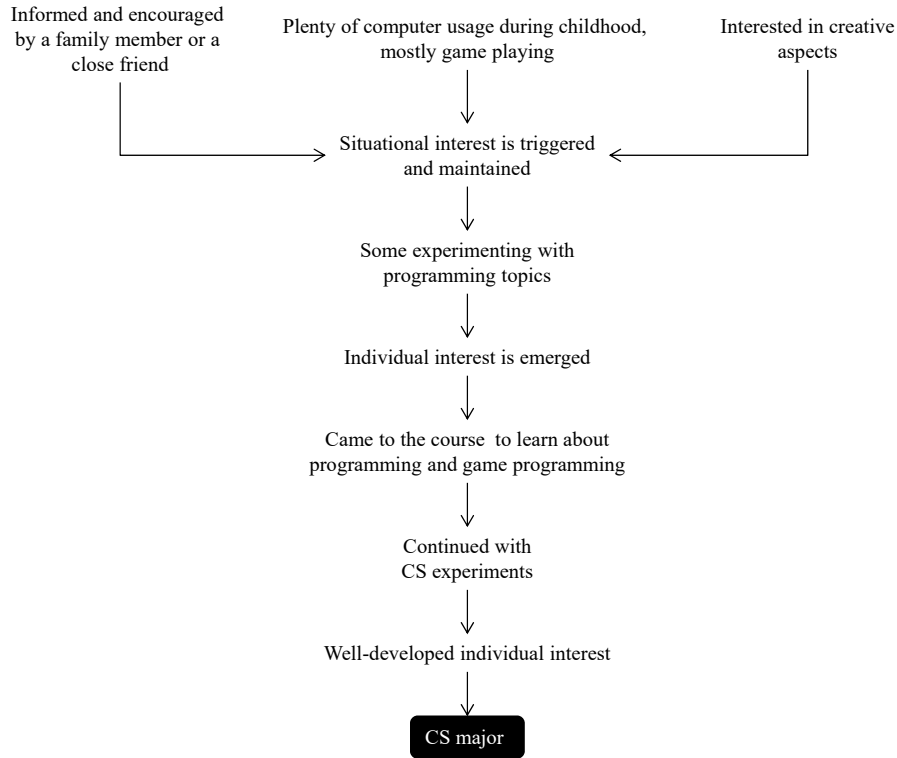 Informed and encouraged
by a family member or a
close friend
Plenty of computer usage during childhood,
mostly game playing
Interested in creative
aspects
Situational interest is triggered
and maintained
Some experimenting with
programming topics
Individual interest is emerged
Came to the course to learn about
programming and game programming
Continued with
CS experiments
Well-developed individual interest
CS major